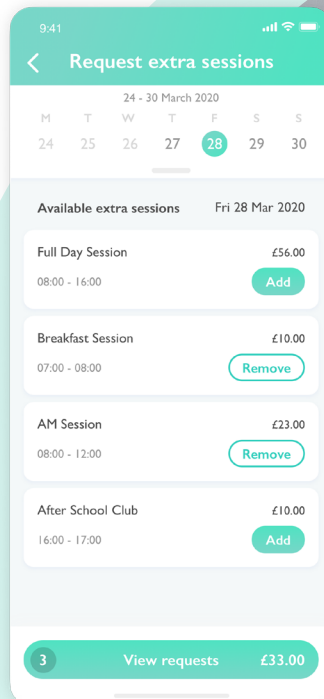 9:41
Request extra sessions
24 - 30 March 2020
M T W T F S S
24 25 26 27 28 29 30
Available extra sessions Fri 28 Mar 2020
Full Day Session £56.00
08:00 - 16:00 Add
Breakfast Session £10.00
07:00 - 08:00 Remove
AM Session £23.00
08:00 - 12:00 Remove
After School Club £10.00
16:00 - 17:00 Add
3 View requests £33.00